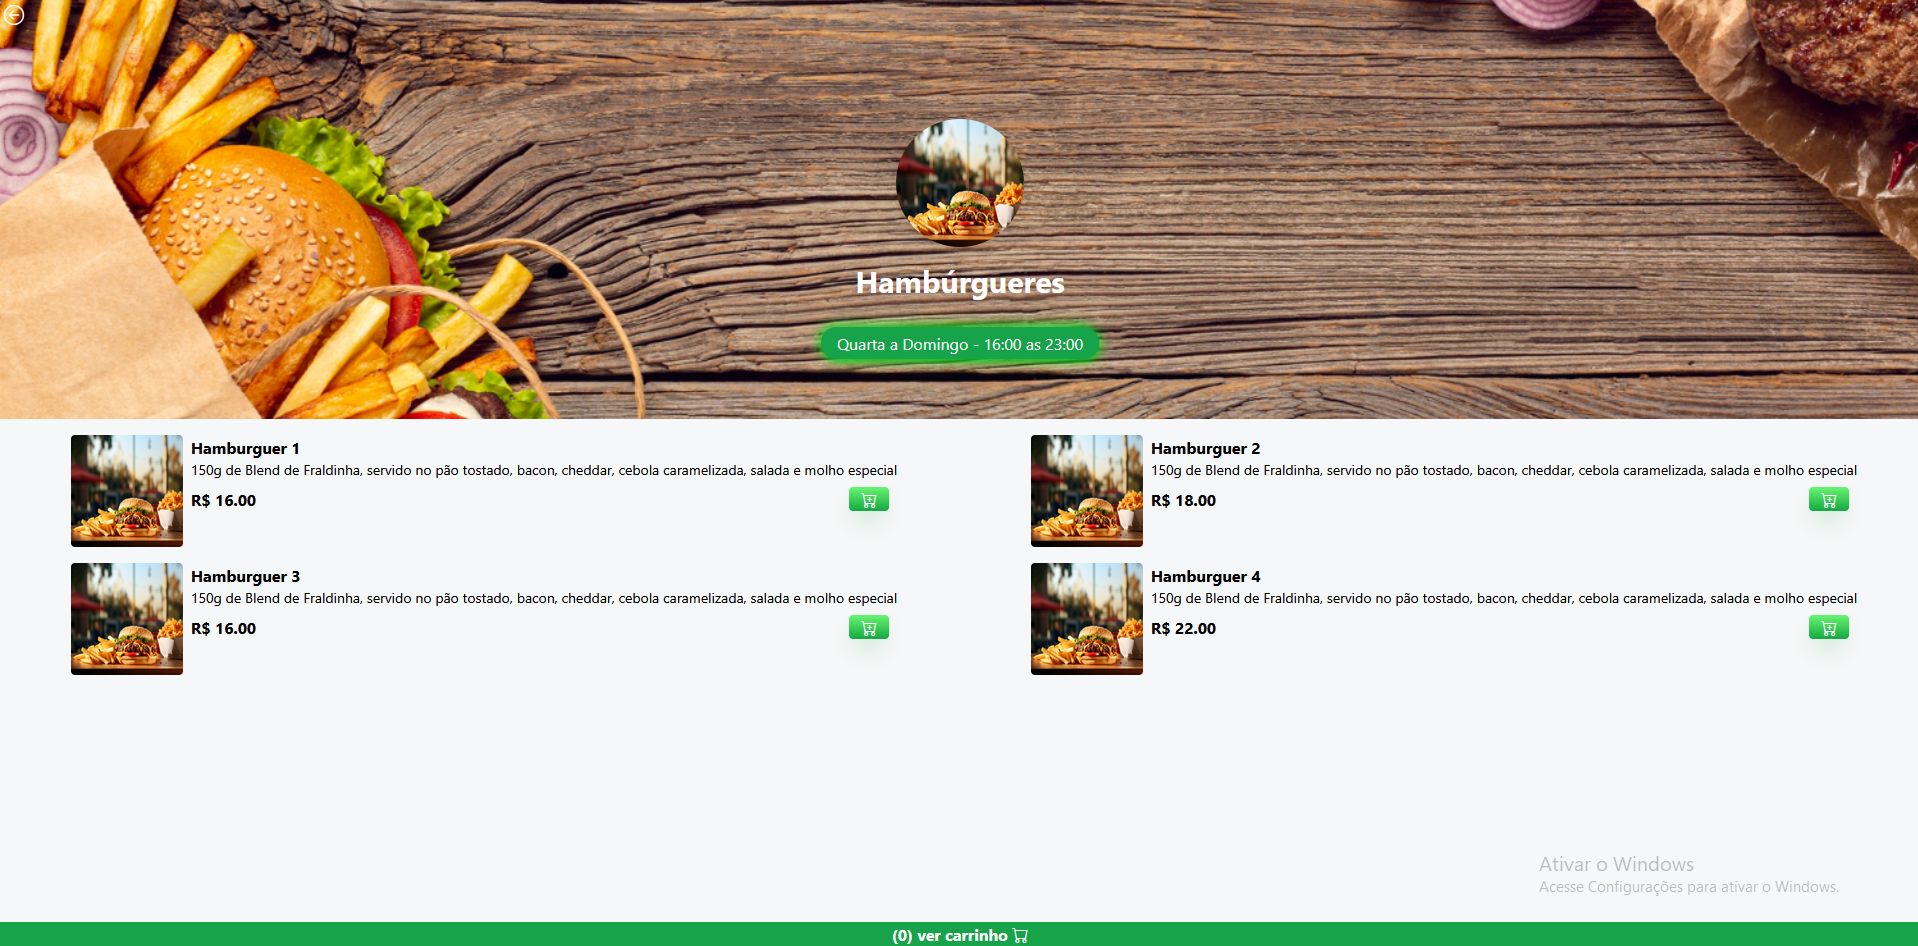 Hambúrgueres
Quarta a Domingo - 16:00 as 23:00
Hamburguer 1
150g de Blend de Fraldinha, servido no pão tostado, bacon, cheddar, cebola caramelizada, salada e molho especial
R$ 16.00
Hamburguer 2
150g de Blend de Fraldinha, servido no pão tostado, bacon, cheddar, cebola caramelizada, salada e molho especial
R$ 18.00
Hamburguer 3
150g de Blend de Fraldinha, servido no pão tostado, bacon, cheddar, cebola caramelizada, salada e molho especial
R$ 16.00
Hamburguer 4
150g de Blend de Fraldinha, servido no pão tostado, bacon, cheddar, cebola caramelizada, salada e molho especial
R$ 22.00
Ativar o Windows
Acesse Configurações para ativar o Windows.
(0) ver carrinho